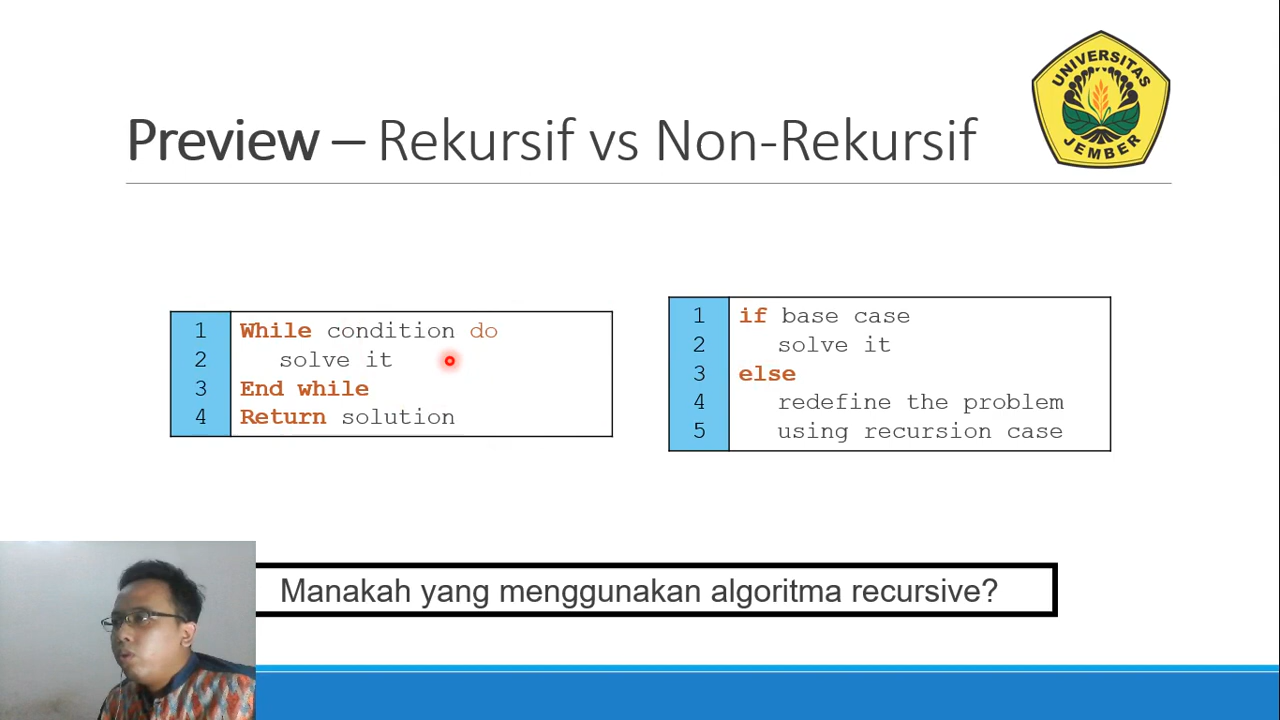 UNIVERSITAS
JEMBER
Preview – Rekursif vs Non-Rekursif
1 While condition do
2 solve it
3 End while
4 Return solution
1 if base case
2 solve it
3 else
4 redefine the problem
5 using recursion case
Manakah yang menggunakan algoritma recursive?